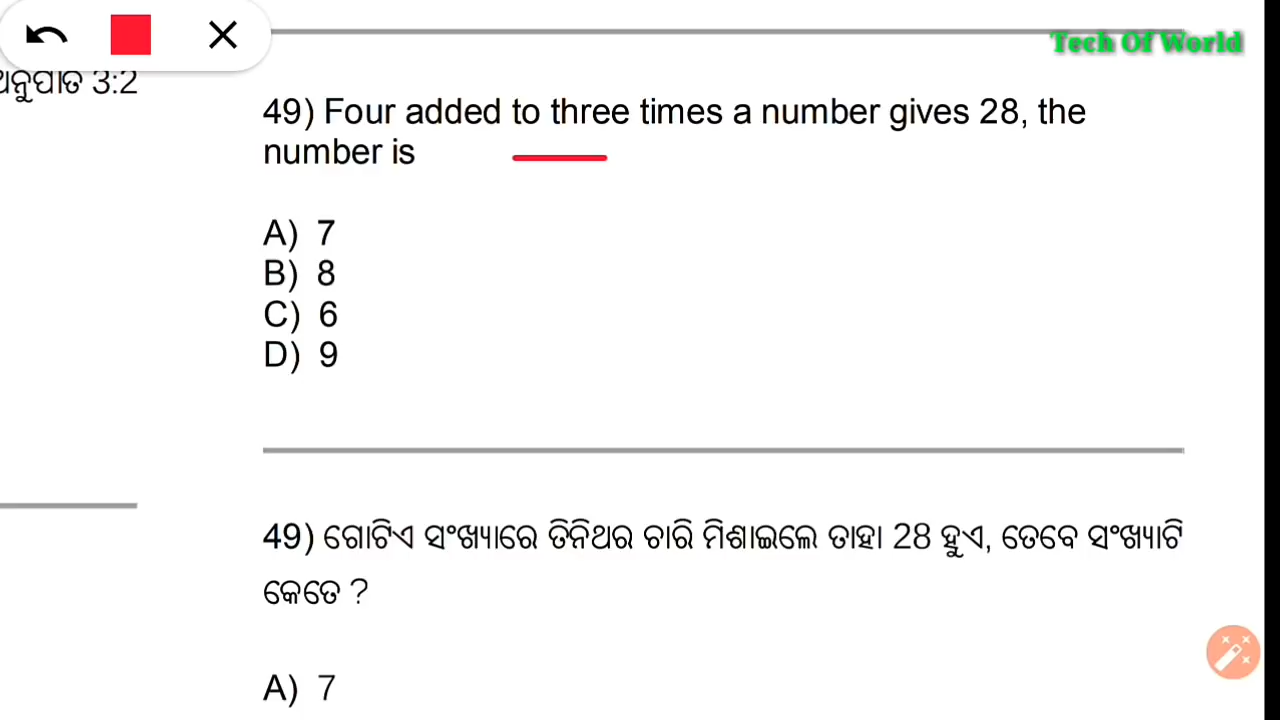 Tech Of World
ଅନୁପାତ 3:2
49) Four added to three times a number gives 28, the
number is
A) 7
B) 8
C) 6
D) 9
49) ଗୋଟିଏ ସଂଖ୍ୟାରେ ତିନିଥର ଚାରି ମିଶାଇଲେ ତାହା 28 ହୁଏ, ତେବେ ସଂଖ୍ୟାଟି
କେତେ ?
A) 7